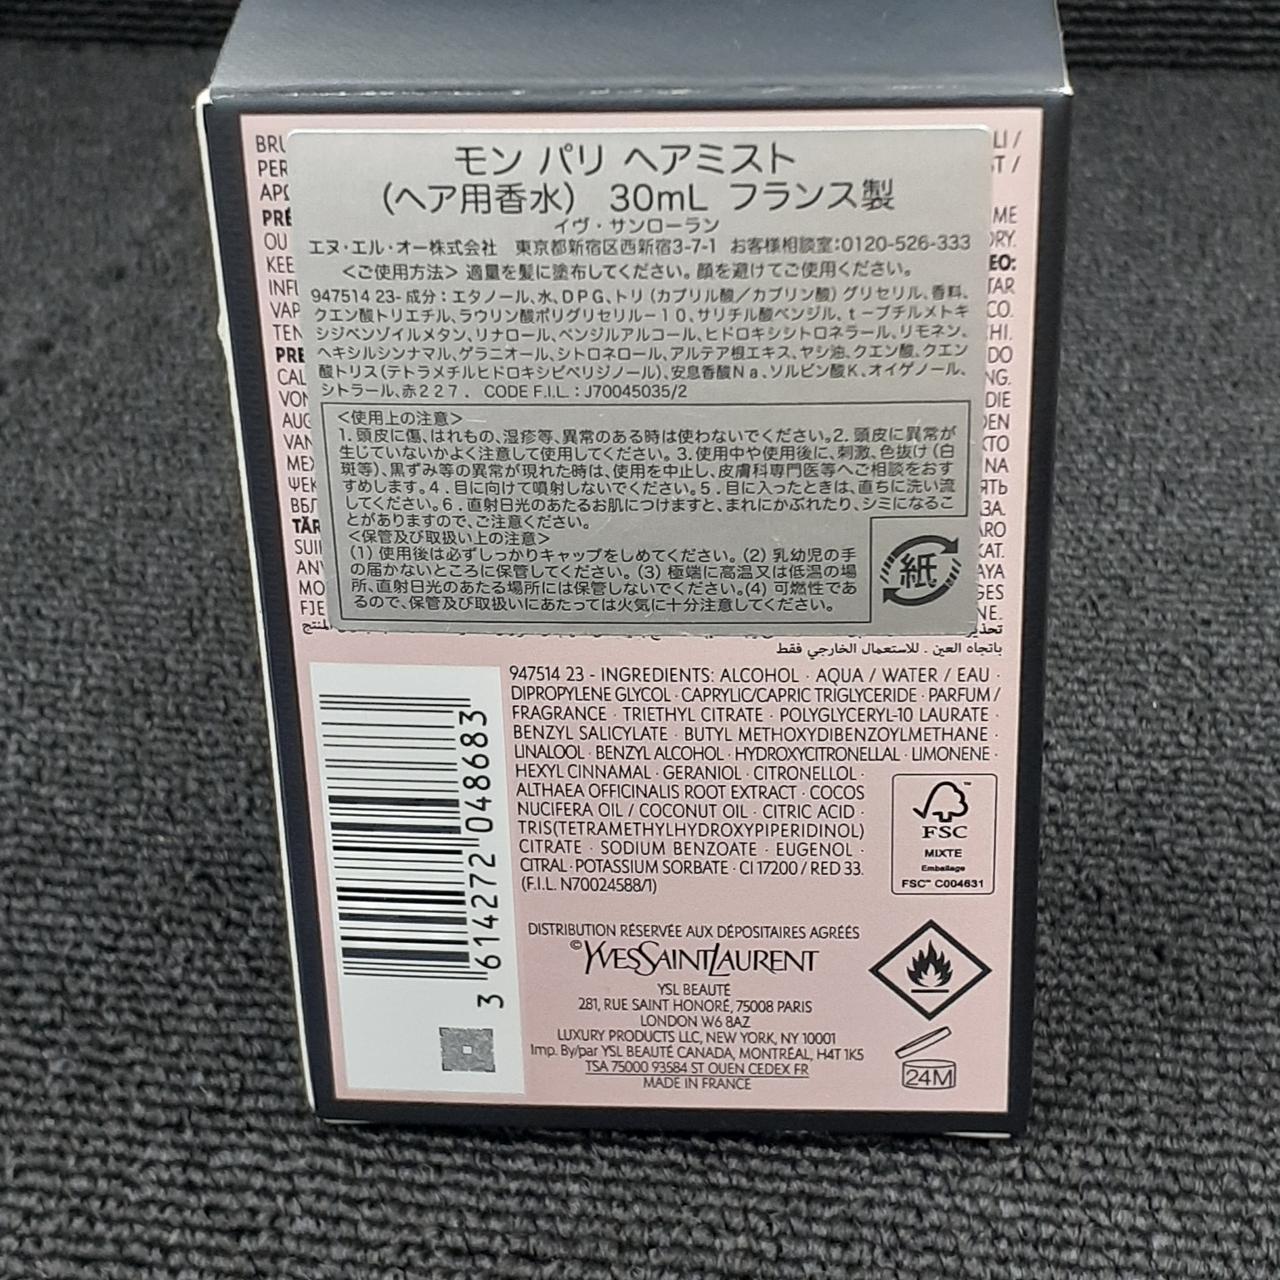 モン パリ ヘアミスト
(ヘア用香水) 30mL フランス製
イヴ・サンローラン
エヌ・エル・オー株式会社 東京都新宿区西新宿3-7-1 お客様相談室:0120-526-333
<ご使用方法> 適量を髪に塗布してください。顔を避けてご使用ください。
947514 23- 成分:エタノール、水、DPG、トリ(カプリル酸/カプリン酸)グリセリル、香料、
クエン酸トリエチル、ラウリン酸ポリグリセリル-10、サリチル酸ベンジル、t-ブチルメトキ
シジベンゾイルメタン、リナロール、ベンジルアルコール、ヒドロキシシトロネラール、リモネン、
ヘキシルシンナマル、ゲラニオール、シトロネロール、アルテア根エキス、ヤシ油、クエン酸、クエン
酸トリス(テトラメチルヒドロキシピペリジノール)、安息香酸Na、ソルビン酸K、オイゲノール、
シトラール、赤227. CODE F.I.L. : J70045035/2
<使用上の注意>
1. 頭皮に傷、はれもの、湿疹等、異常のある時は使わないでください。2. 頭皮に異常が
生じていないかよく注意して使用してください。3. 使用中や使用後に、刺激、色抜け(白
斑等)、黒ずみ等の異常が現れた時は、使用を中止し、皮膚科専門医等へご相談をおす
すめします。4. 目に向けて噴射しないでください。5. 目に入ったときは、直ちに洗い流
してください。6. 直射日光のあたるお肌につけますと、まれにかぶれたり、シミになるこ
とがありますので、ご注意ください。
<保管及び取扱い上の注意>
(1) 使用後は必ずしっかりキャップをしめてください。(2) 乳幼児の手
の届かないところに保管してください。(3) 極端に高温又は低温の場
所、直射日光のあたる場所には保管しないでください。(4) 可燃性であ
るので、保管及び取扱いにあたっては火気に十分注意してください。
紙
باتجاه العين . للاستعمال الخارجي فقط
947514 23 - INGREDIENTS: ALCOHOL · AQUA / WATER / EAU ·
DIPROPYLENE GLYCOL · CAPRYLIC/CAPRIC TRIGLYCERIDE · PARFUM /
FRAGRANCE · TRIETHYL CITRATE · POLYGLYCERYL-10 LAURATE ·
BENZYL SALICYLATE · BUTYL METHOXYDIBENZOYLMETHANE ·
LINALOOL · BENZYL ALCOHOL · HYDROXYCITRONELLAL · LIMONENE ·
HEXYL CINNAMAL · GERANIOL · CITRONELLOL ·
ALTHAEA OFFICINALIS ROOT EXTRACT · COCOS
NUCIFERA OIL / COCONUT OIL · CITRIC ACID ·
TRIS(TETRAMETHYLHYDROXYPIPERIDINOL)
CITRATE · SODIUM BENZOATE · EUGENOL ·
CITRAL · POTASSIUM SORBATE · CI 17200 / RED 33.
(F.I.L. N70024588/1)
FSC
MIXTE
Emballage
FSC™ C004631
3 614272 048683
DISTRIBUTION RÉSERVÉE AUX DÉPOSITAIRES AGRÉÉS
©YVESSAINTLAURENT
YSL BEAUTÉ
281, RUE SAINT HONORÉ, 75008 PARIS
LONDON W6 8AZ
LUXURY PRODUCTS LLC, NEW YORK, NY 10001
Imp. By/par YSL BEAUTÉ CANADA, MONTRÉAL, H4T 1K5
TSA 75000 93584 ST OUEN CEDEX FR
MADE IN FRANCE
24M